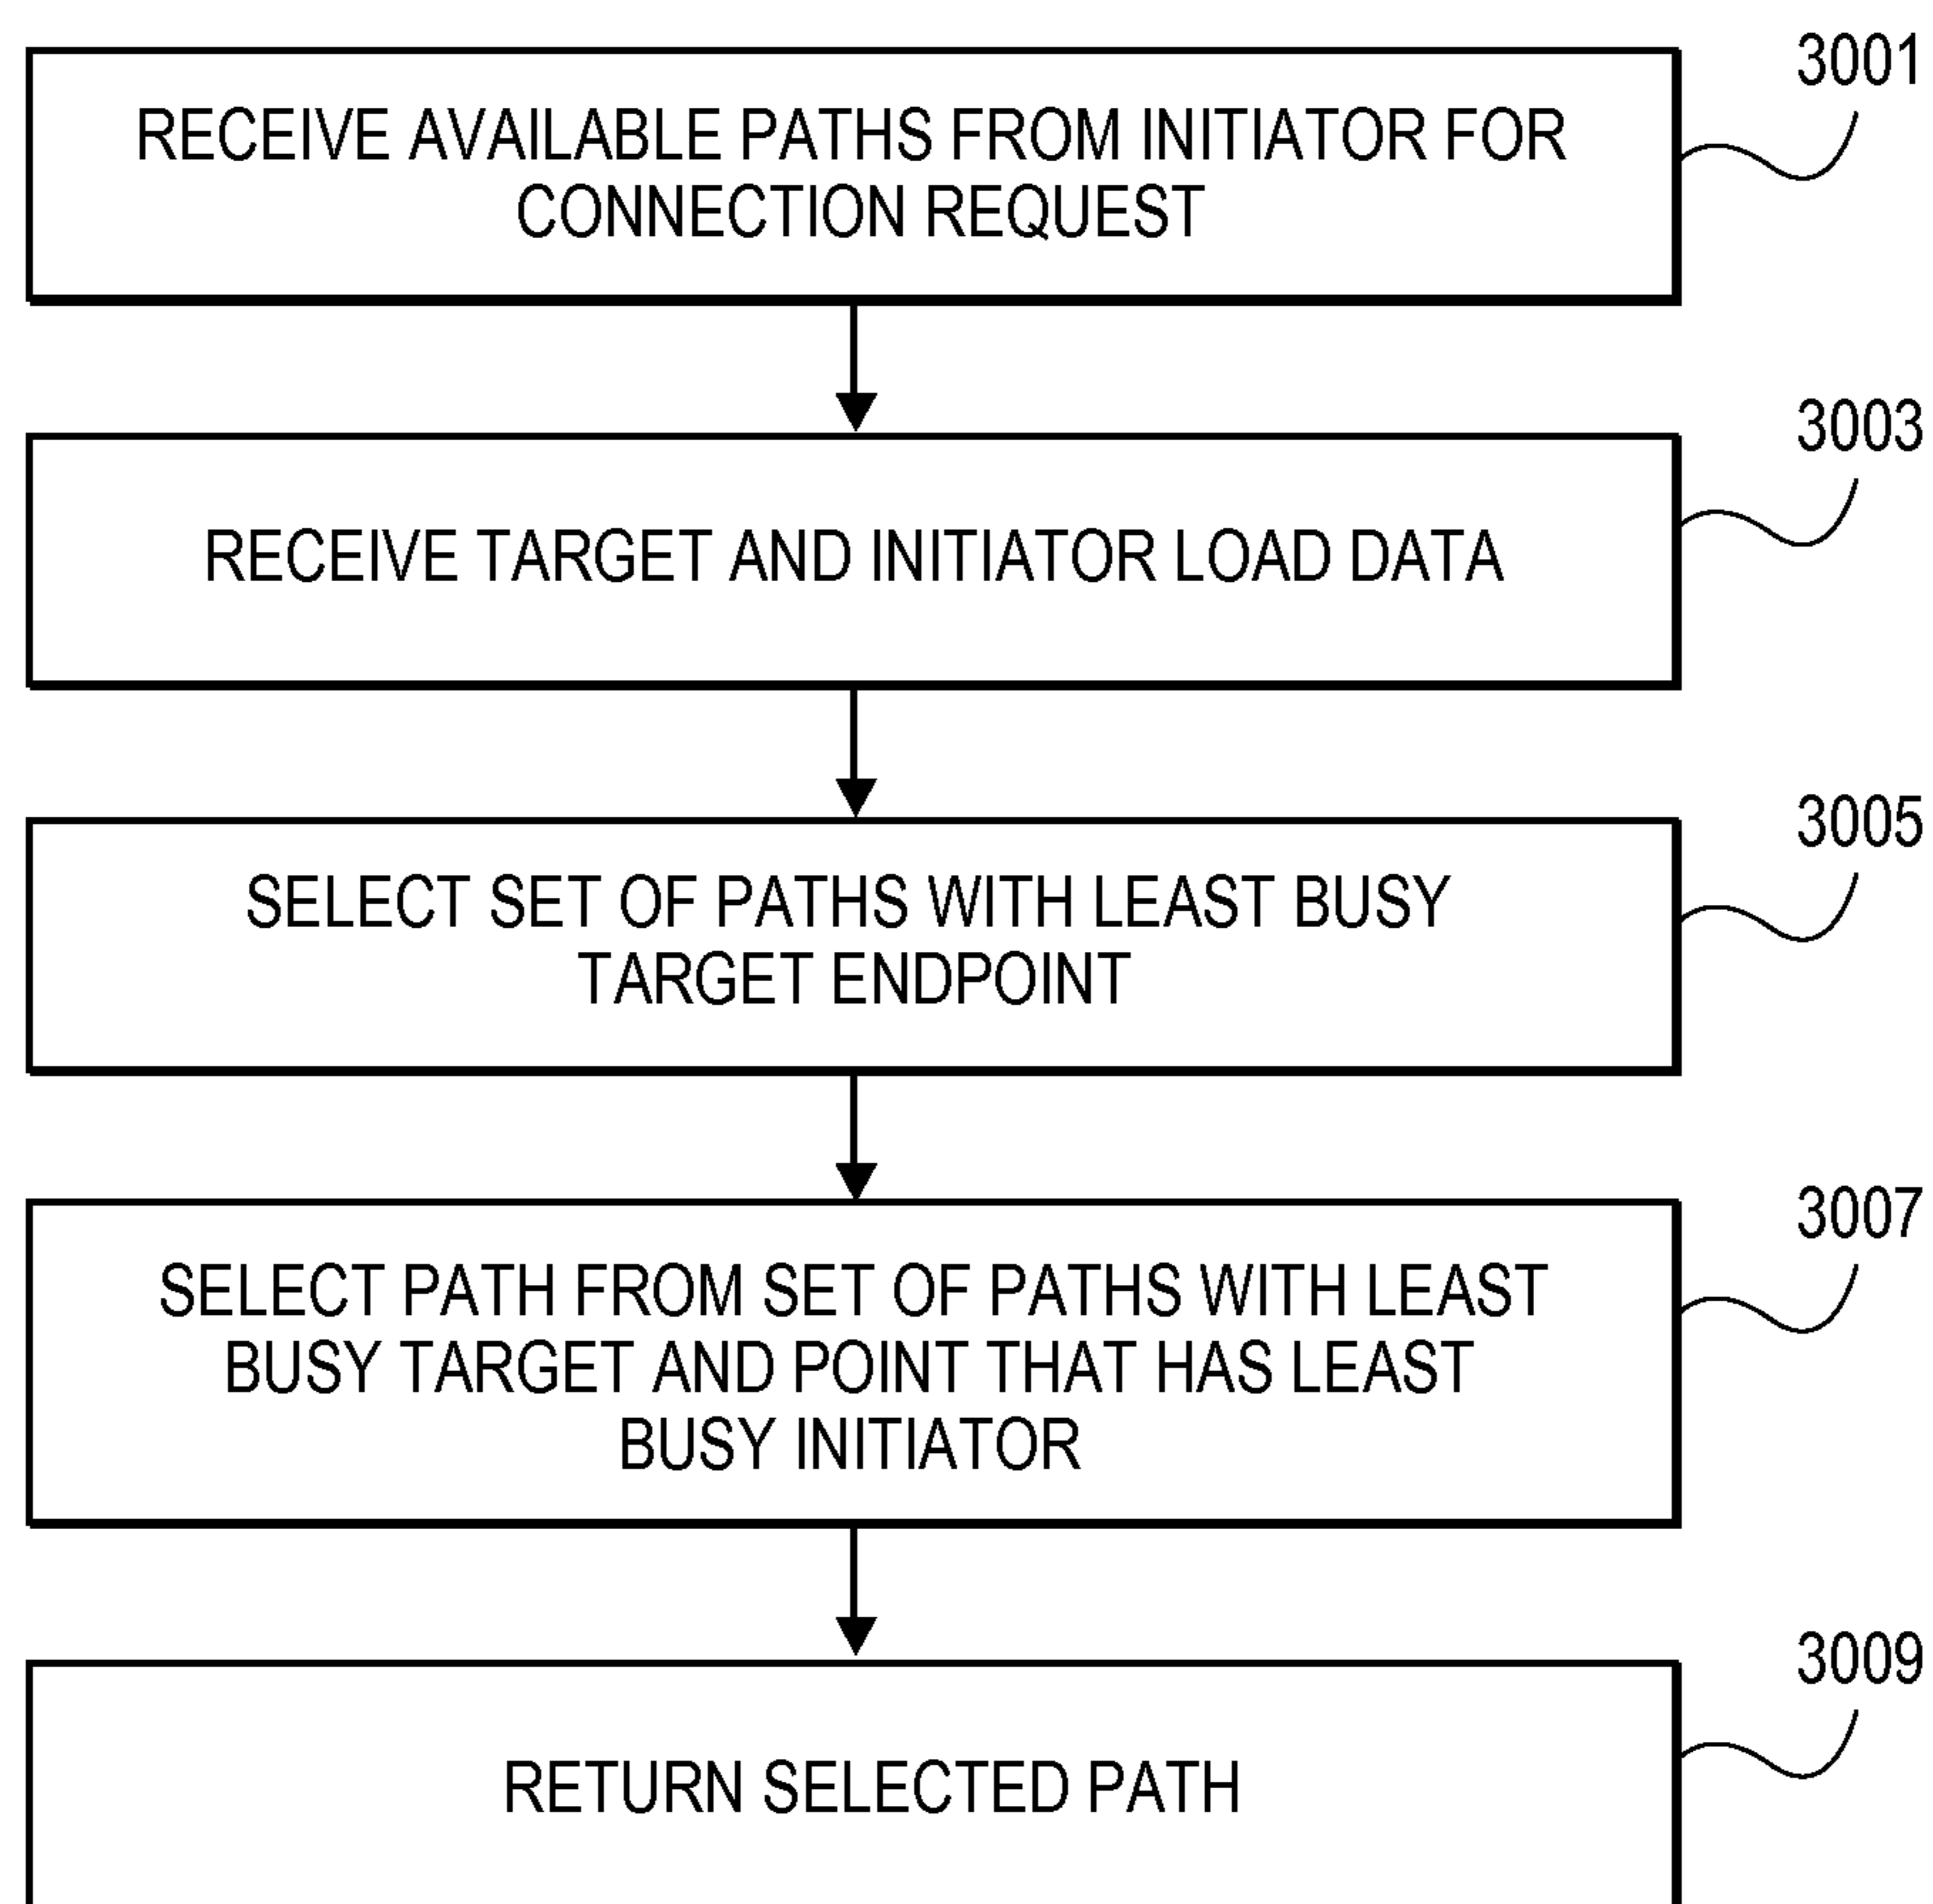 3001
RECEIVE AVAILABLE PATHS FROM INITIATOR FOR
CONNECTION REQUEST
3003
RECEIVE TARGET AND INITIATOR LOAD DATA
3005
SELECT SET OF PATHS WITH LEAST BUSY
TARGET ENDPOINT
3007
SELECT PATH FROM SET OF PATHS WITH LEAST
BUSY TARGET AND POINT THAT HAS LEAST
BUSY INITIATOR
3009
RETURN SELECTED PATH